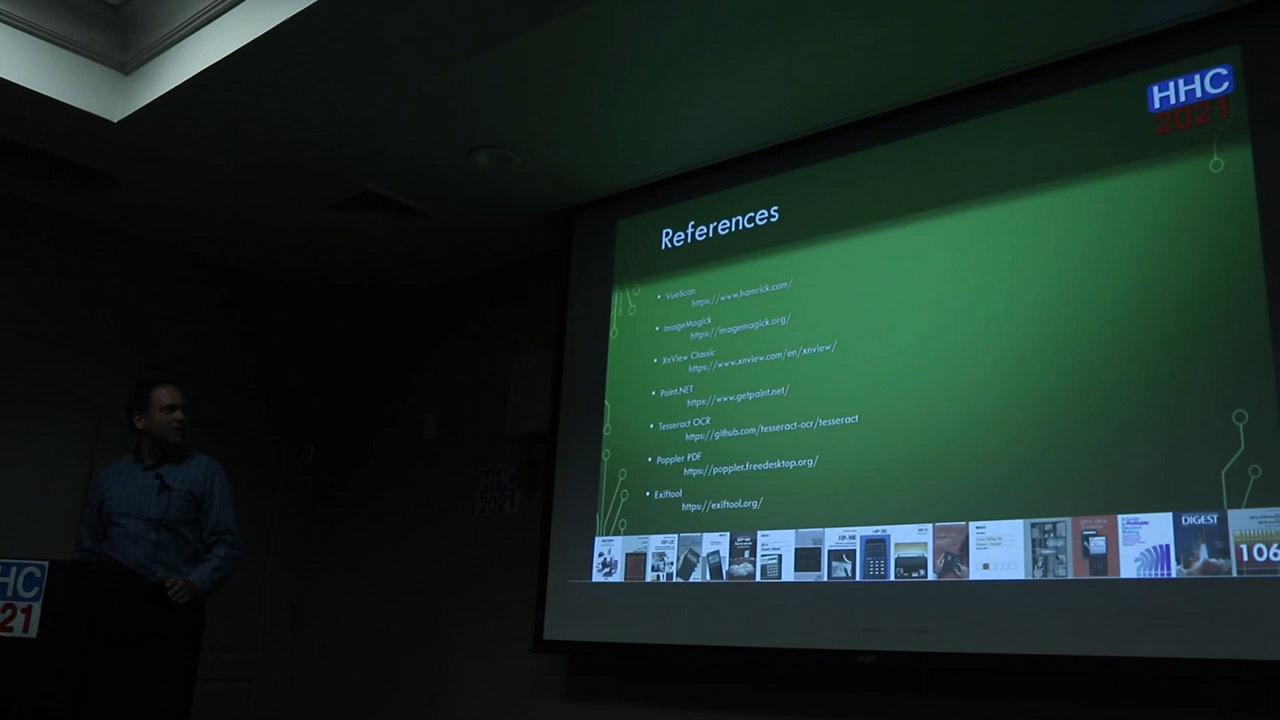 HHC
2021
References
• VueScan
https://www.hamrick.com/
• ImageMagick
https://imagemagick.org/
• XnView Classic
https://www.xnview.com/en/xnview/
• Paint.NET
https://www.getpaint.net/
• Tesseract OCR
https://github.com/tesseract-ocr/tesseract
• Poppler PDF
https://poppler.freedesktop.org/
• Exiftool
https://exiftool.org/
DIGEST
106
HHC
2021
HC
21